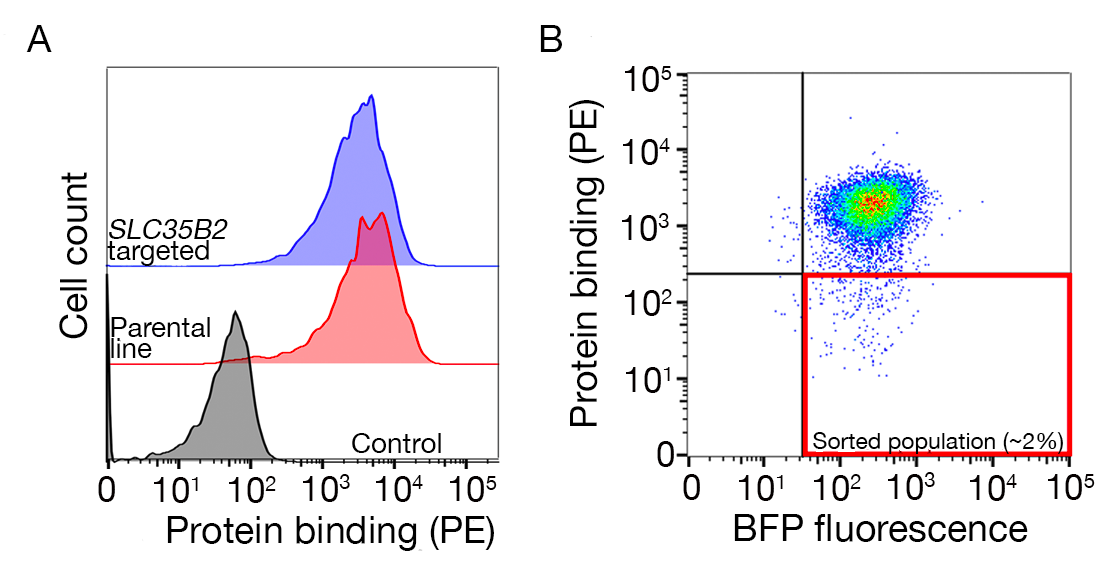 A
Cell count
SLC35B2
targeted
Parental
line
Control
0 10¹ 10² 10³ 10⁴ 10⁵
Protein binding (PE)
B
Protein binding (PE)
10⁵
10⁴
10³
10²
10¹
0
Sorted population (~2%)
0 10¹ 10² 10³ 10⁴ 10⁵
BFP fluorescence